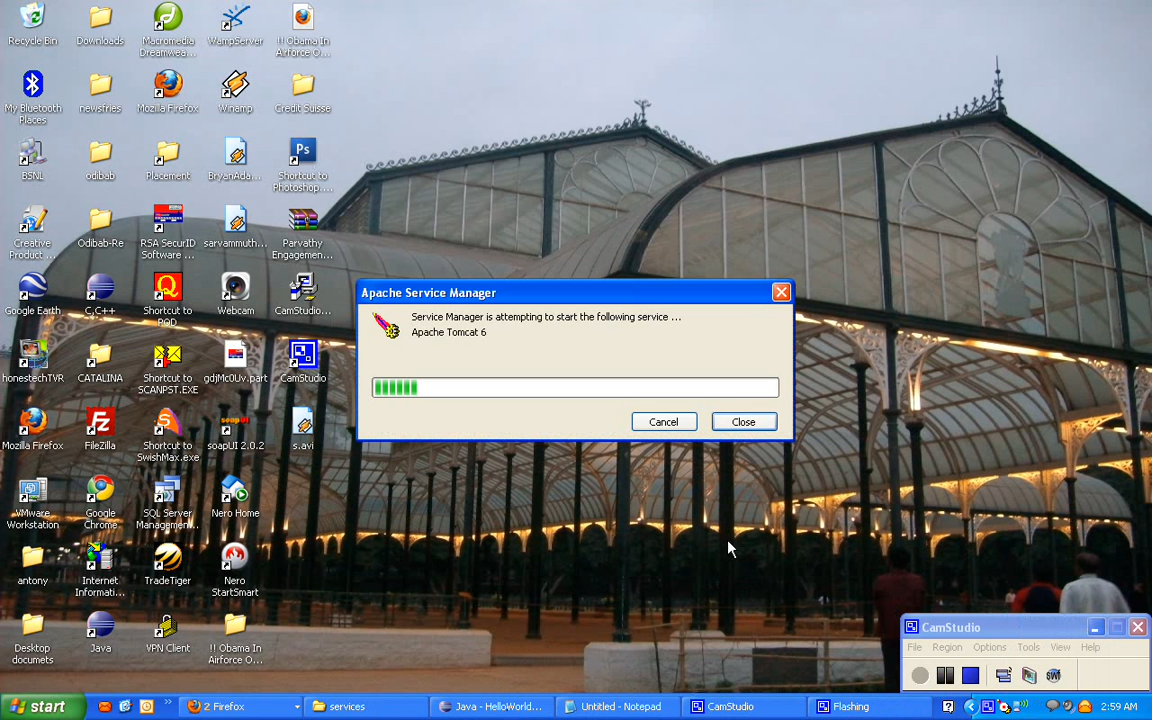 Recycle Bin
Downloads
Macromedia
Dreamwea...
WampServer
!! Obama In
Airforce O...
My Bluetooth
Places
newsfries
Mozilla Firefox
Winamp
Credit Suisse
BSNL
odibab
Placement
BryanAda...
Ps
Shortcut to
Photoshop....
Creative
Product ...
Odibab-Re
RSA SecurID
Software ...
sarvammuth...
Parvathy
Engagemen...
Google Earth
C,C++
Shortcut to
PQD
Webcam
CamStudio...
honestechTVR
CATALINA
Shortcut to
SCANPST.EXE
gdjMc0Uv.part
CamStudio
Mozilla Firefox
FileZilla
Shortcut to
SwishMax.exe
soapUI 2.0.2
s.avi
VMware
Workstation
Google
Chrome
SQL Server
Managemen...
Nero Home
antony
Internet
Informati...
TradeTiger
Nero
StartSmart
Desktop
documets
Java
VPN Client
!! Obama In
Airforce O...
Apache Service Manager
Service Manager is attempting to start the following service ...
Apache Tomcat 6
Cancel
Close
CamStudio
File Region Options Tools View Help
start
2 Firefox
services
Java - HelloWorld...
Untitled - Notepad
CamStudio
Flashing
2:59 AM